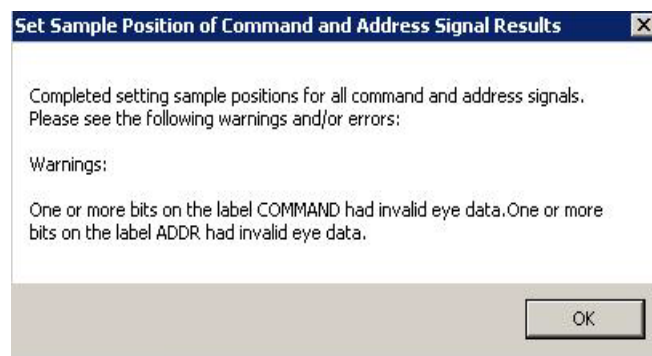 Set Sample Position of Command and Address Signal Results
Completed setting sample positions for all command and address signals.
Please see the following warnings and/or errors:
Warnings:
One or more bits on the label COMMAND had invalid eye data.One or more
bits on the label ADDR had invalid eye data.
OK